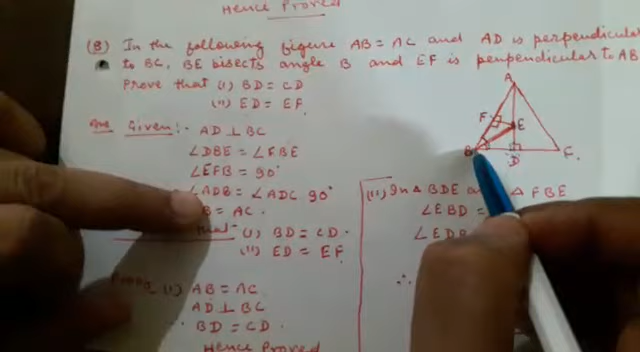 Hence Proved
(8) In the following figure AB = AC and AD is perpendicular
to BC, BE bisects angle B and EF is perpendicular to AB
Prove that (i) BD = CD
(ii) ED = EF
Ans Given:- AD ⊥ BC
∠DBE = ∠FBE
∠EFB = 90°
∠ADB = ∠ADC 90°
B = AC.
that (i) BD = CD.
(ii) ED = EF
(i) AB = AC
AD ⊥ BC
BD = CD.
Hence Proved
A
F
E
B
D
C.
(ii) In △ BDE △ FBE
∠EBD =
∠EDB
∴